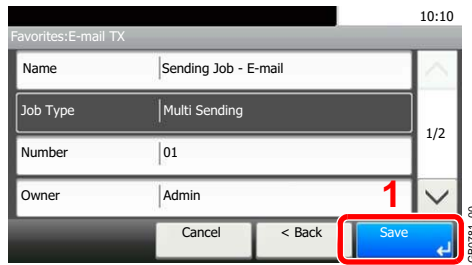 10:10
Favorites:E-mail TX
Name Sending Job - E-mail
Job Type Multi Sending
1/2
Number 01
Owner Admin
1
Cancel < Back Save
GB0781_00